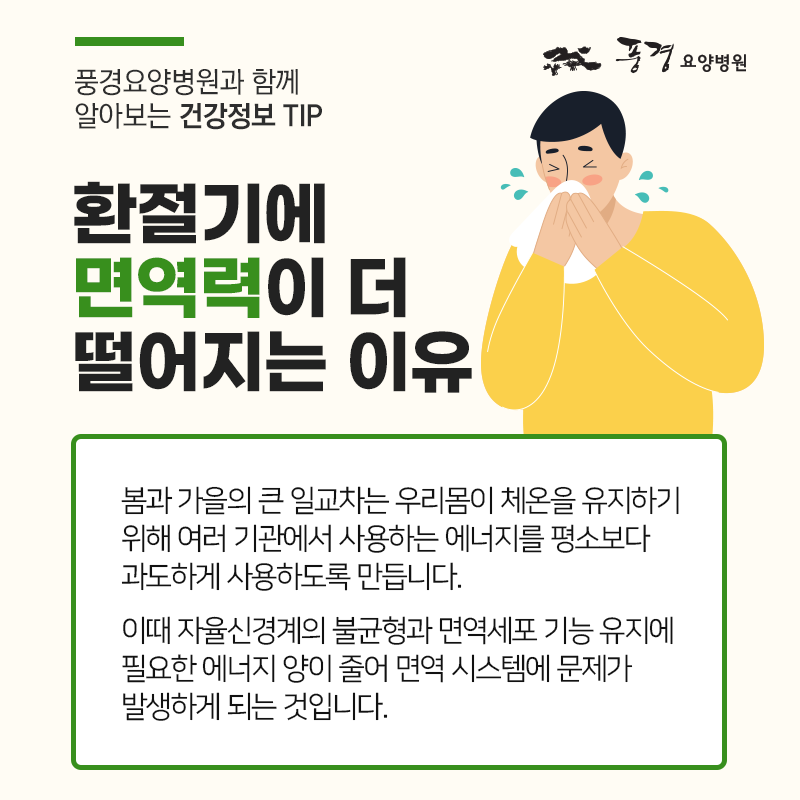 풍경요양병원과 함께
알아보는 건강정보 TIP
풍경 요양병원
환절기에
면역력이 더
떨어지는 이유
봄과 가을의 큰 일교차는 우리몸이 체온을 유지하기
위해 여러 기관에서 사용하는 에너지를 평소보다
과도하게 사용하도록 만듭니다.
이때 자율신경계의 불균형과 면역세포 기능 유지에
필요한 에너지 양이 줄어 면역 시스템에 문제가
발생하게 되는 것입니다.